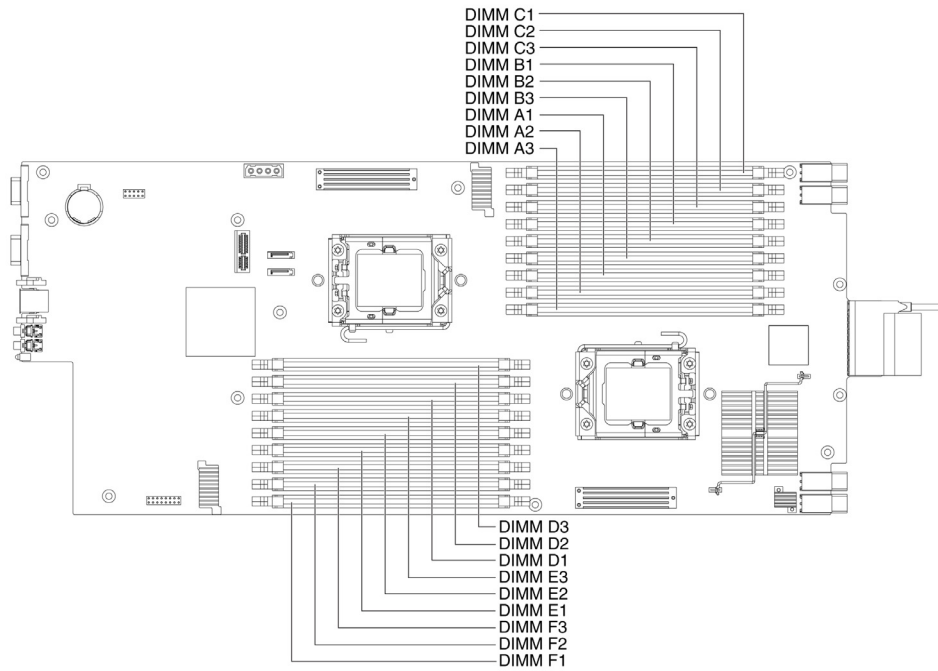 DIMM C1
DIMM C2
DIMM C3
DIMM B1
DIMM B2
DIMM B3
DIMM A1
DIMM A2
DIMM A3
DIMM D3
DIMM D2
DIMM D1
DIMM E3
DIMM E2
DIMM E1
DIMM F3
DIMM F2
DIMM F1